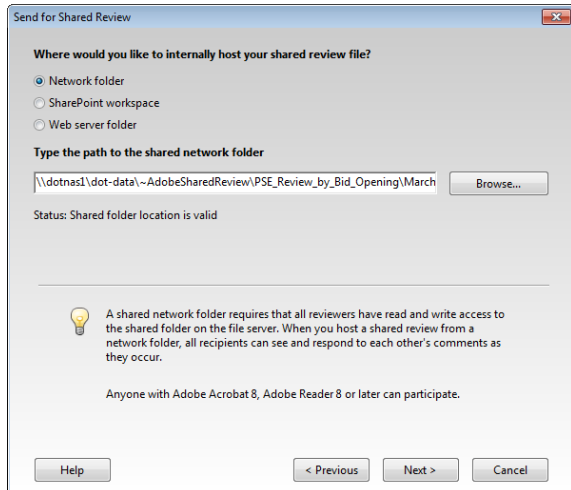 Send for Shared Review
Where would you like to internally host your shared review file?
Network folder
SharePoint workspace
Web server folder
Type the path to the shared network folder
\\dotnas1\dot-data\~AdobeSharedReview\PSE_Review_by_Bid_Opening\March
Browse...
Status: Shared folder location is valid
A shared network folder requires that all reviewers have read and write access to
the shared folder on the file server. When you host a shared review from a
network folder, all recipients can see and respond to each other's comments as
they occur.
Anyone with Adobe Acrobat 8, Adobe Reader 8 or later can participate.
Help
< Previous
Next >
Cancel